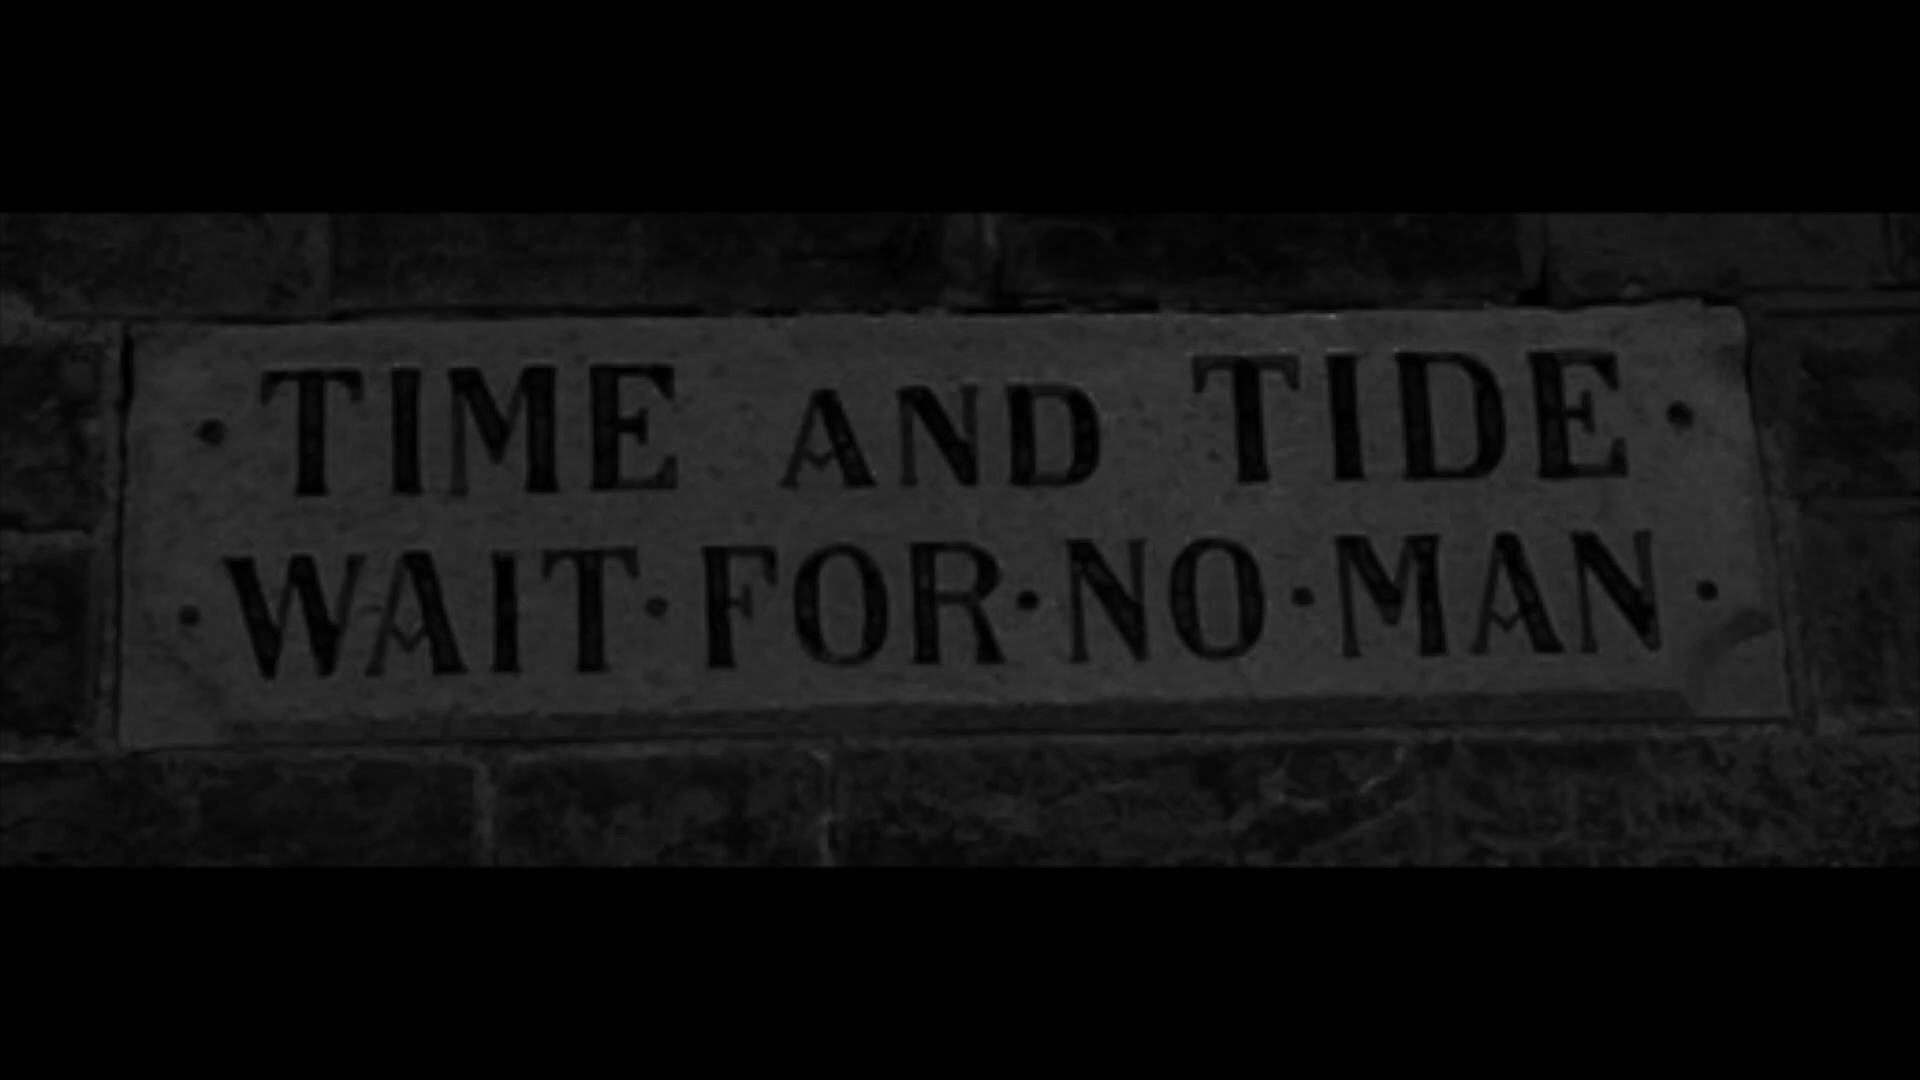 · TIME AND TIDE ·
· WAIT · FOR · NO · MAN ·